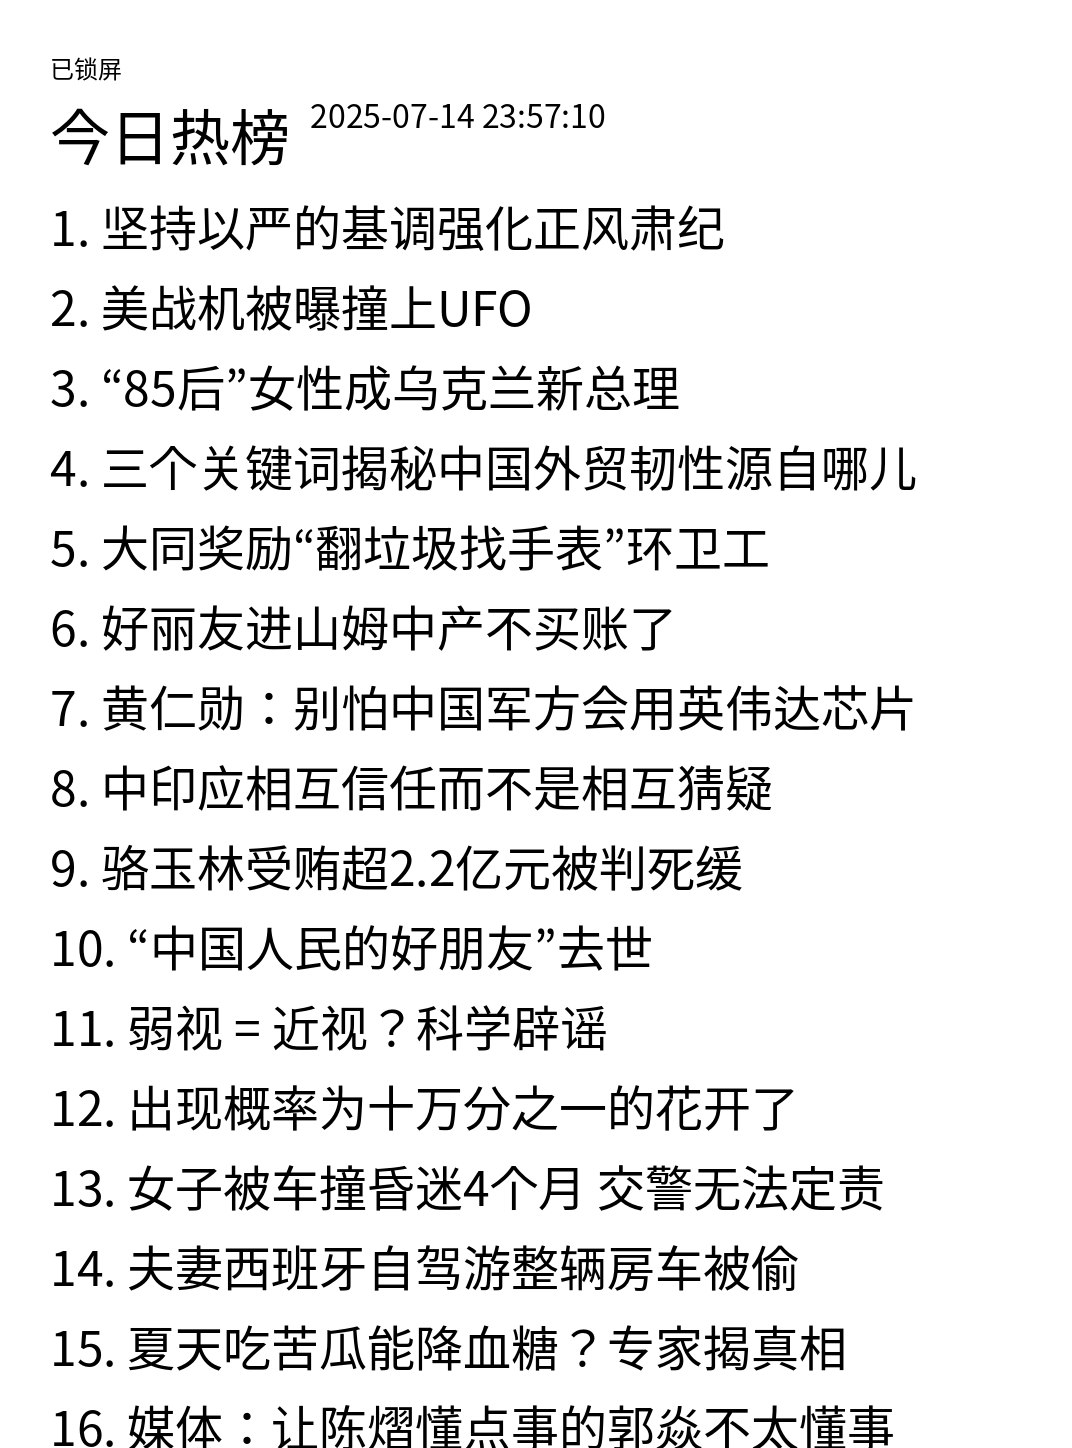 已锁屏
今日热榜 2025-07-14 23:57:10
1. 坚持以严的基调强化正风肃纪
2. 美战机被曝撞上UFO
3. “85后”女性成乌克兰新总理
4. 三个关键词揭秘中国外贸韧性源自哪儿
5. 大同奖励“翻垃圾找手表”环卫工
6. 好丽友进山姆中产不买账了
7. 黄仁勋：别怕中国军方会用英伟达芯片
8. 中印应相互信任而不是相互猜疑
9. 骆玉林受贿超2.2亿元被判死缓
10. “中国人民的好朋友”去世
11. 弱视 = 近视？科学辟谣
12. 出现概率为十万分之一的花开了
13. 女子被车撞昏迷4个月 交警无法定责
14. 夫妻西班牙自驾游整辆房车被偷
15. 夏天吃苦瓜能降血糖？专家揭真相
16. 媒体：让陈熠懂点事的郭焱不太懂事